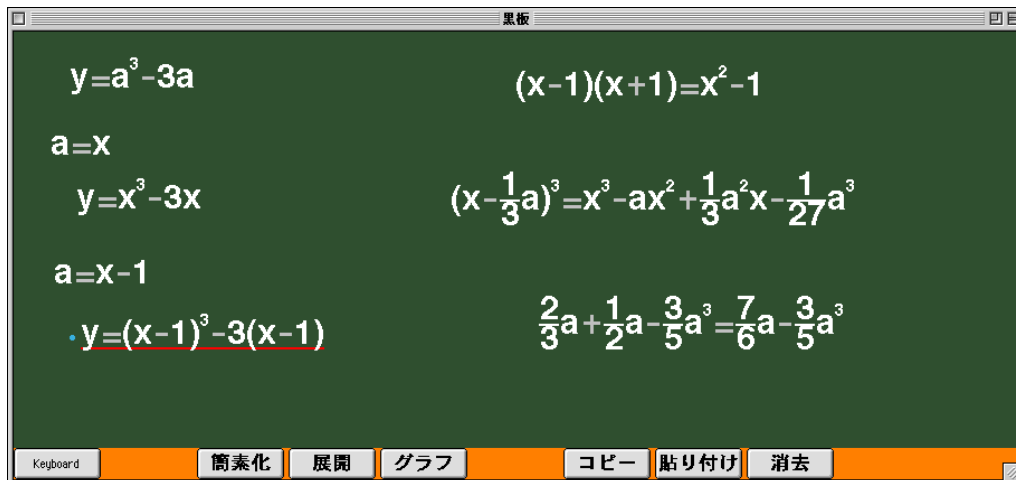 黒板
y=a³-3a
a=x
y=x³-3x
a=x-1
y=(x-1)³-3(x-1)
(x-1)(x+1)=x²-1
(x-1/3a)³=x³-ax²+1/3a²x-1/27a³
2/3a+1/2a-3/5a³=7/6a-3/5a³
Keyboard 簡素化 展開 グラフ コピー 貼り付け 消去